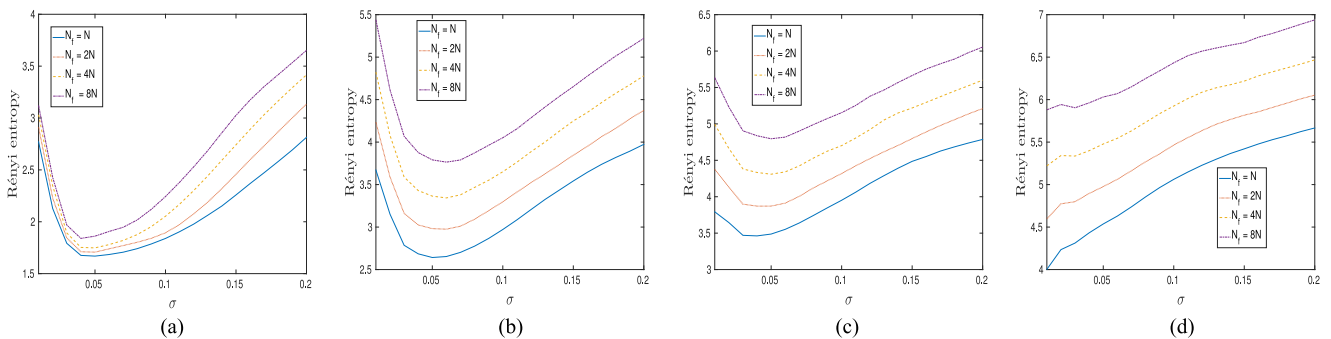 4
3.5
3
2.5
2
1.5
Rényi entropy
N_f = N
N_f = 2N
N_f = 4N
N_f = 8N
0.05
0.1
0.15
0.2
σ
(a)
5.5
5
4.5
4
3.5
3
2.5
Rényi entropy
N_f = N
N_f = 2N
N_f = 4N
N_f = 8N
0.05
0.1
0.15
0.2
σ
(b)
6.5
6
5.5
5
4.5
4
3.5
3
Rényi entropy
N_f = N
N_f = 2N
N_f = 4N
N_f = 8N
0.05
0.1
0.15
0.2
σ
(c)
7
6.5
6
5.5
5
4.5
4
Rényi entropy
N_f = N
N_f = 2N
N_f = 4N
N_f = 8N
0.05
0.1
0.15
0.2
σ
(d)